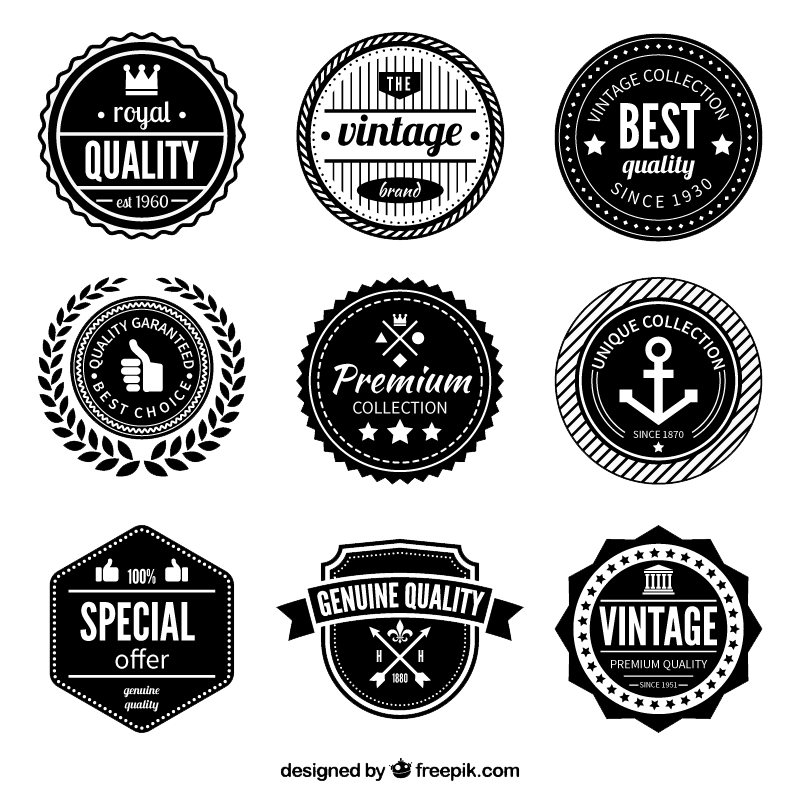 royal
QUALITY
est 1960
THE
vintage
brand
VINTAGE COLLECTION
BEST
quality
SINCE 1930
QUALITY GARANTEED
BEST CHOICE
Premium
COLLECTION
UNIQUE COLLECTION
SINCE 1870
100%
SPECIAL
offer
genuine
quality
GENUINE QUALITY
H H
1880
VINTAGE
PREMIUM QUALITY
SINCE 1951
designed by freepik.com